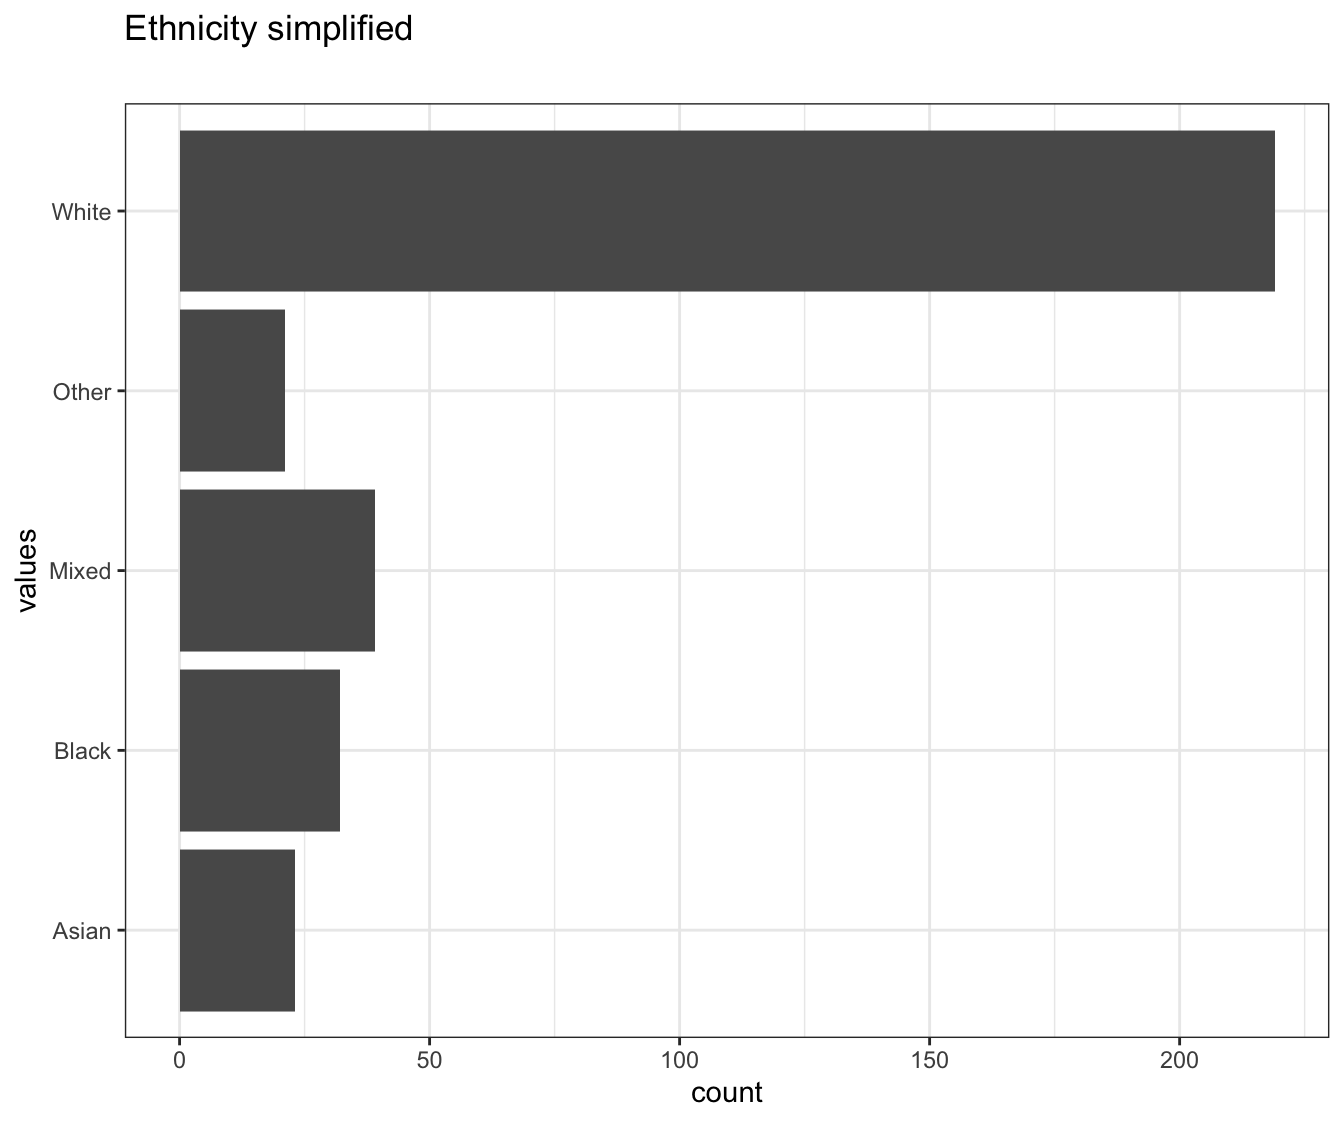 Ethnicity simplified
White
Other
Mixed
Black
Asian
values
0 50 100 150 200
count